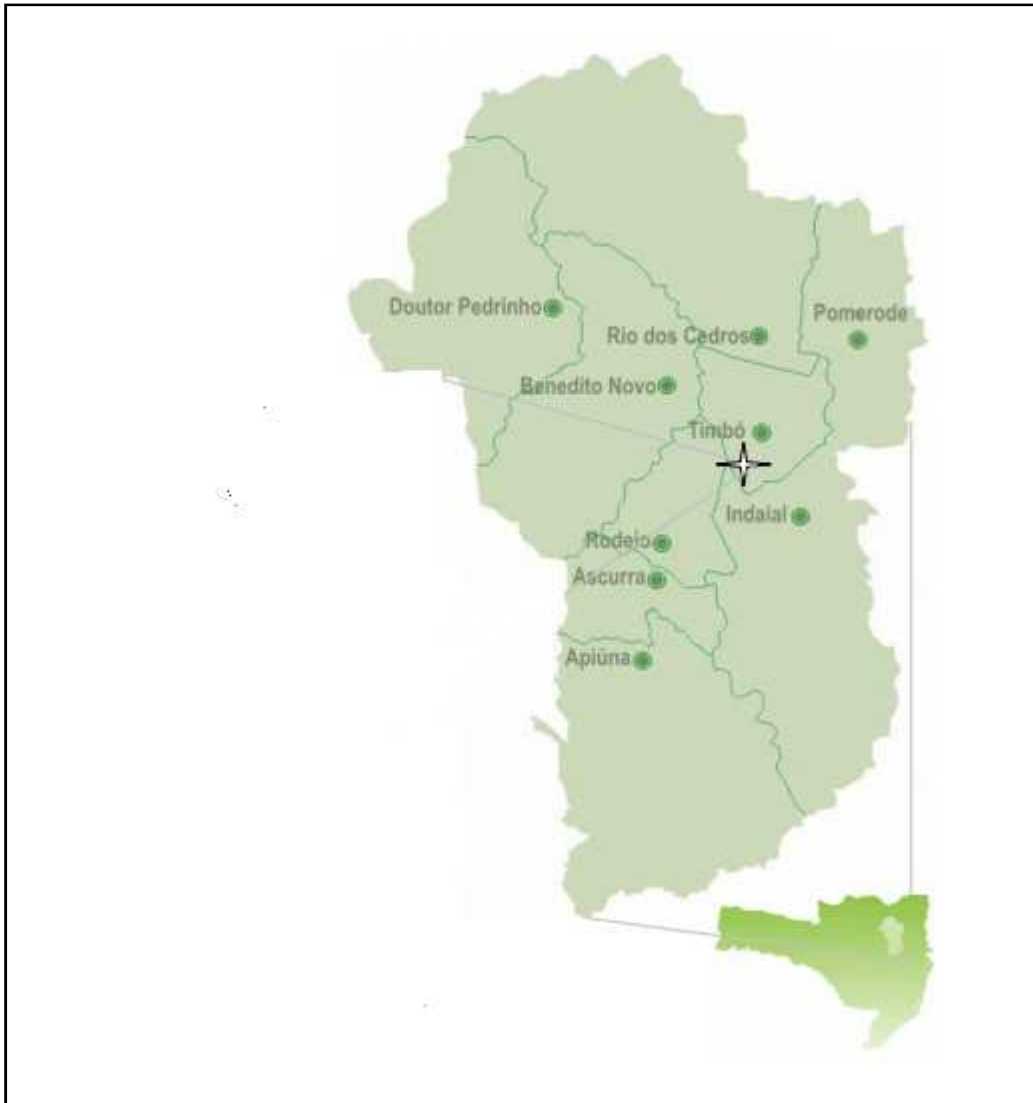 Doutor Pedrinho
Pomerode
Rio dos Cedros
Benedito Novo
Timbó
Indaial
Rodeio
Ascurra
Apiúna